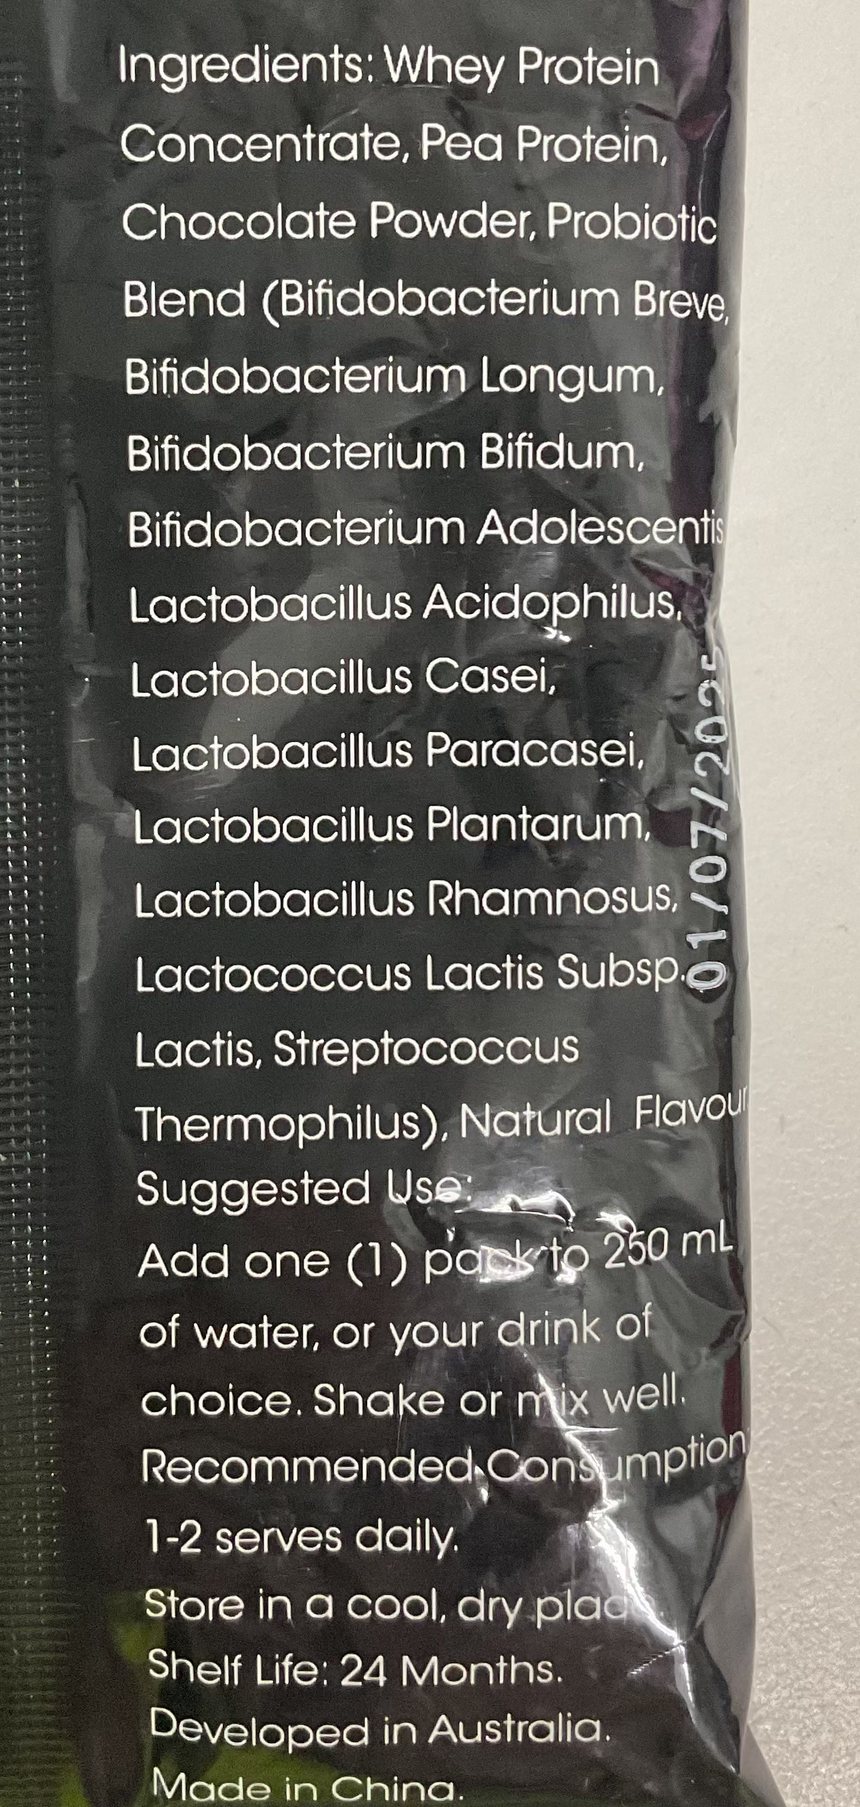 Ingredients: Whey Protein
Concentrate, Pea Protein,
Chocolate Powder, Probiotic
Blend (Bifidobacterium Breve,
Bifidobacterium Longum,
Bifidobacterium Bifidum,
Bifidobacterium Adolescentis
Lactobacillus Acidophilus,
Lactobacillus Casei,
Lactobacillus Paracasei,
Lactobacillus Plantarum,
Lactobacillus Rhamnosus,
Lactococcus Lactis Subsp.
Lactis, Streptococcus
Thermophilus), Natural Flavour
Suggested Use:
Add one (1) pack to 250 mL
of water, or your drink of
choice. Shake or mix well.
Recommended Consumption
1-2 serves daily.
Store in a cool, dry place
Shelf Life: 24 Months.
Developed in Australia.
Made in China.
01/07/2025